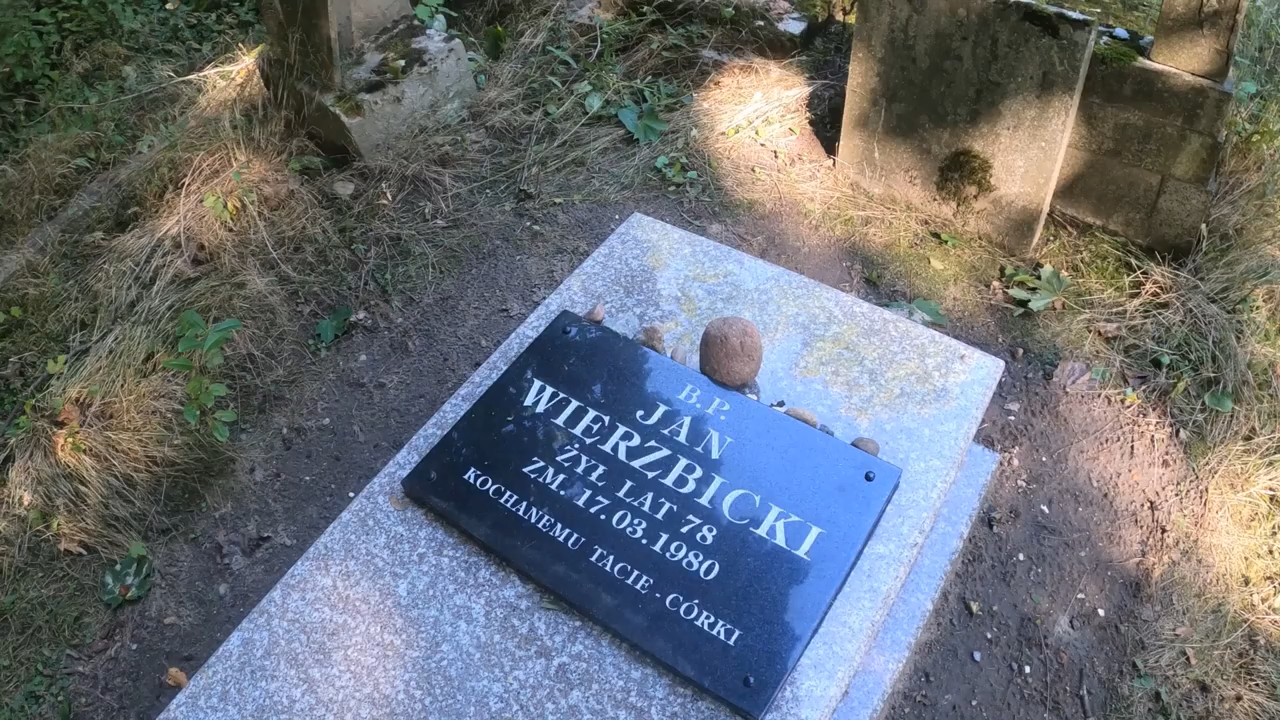 B.P.
JAN
WIERZBICKI
ŻYŁ LAT 78
ZM. 17.03.1980
KOCHANEMU TACIE - CÓRKI